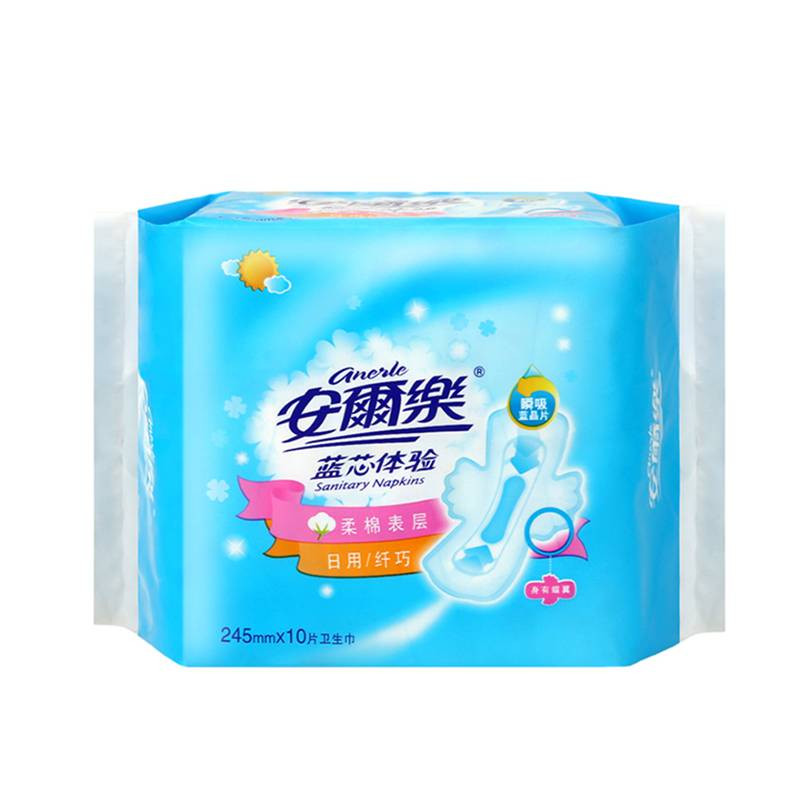 anerle
安爾樂®
蓝芯体验
Sanitary Napkins
瞬吸
蓝晶片
柔棉表层
日用/纤巧
245mmX10片卫生巾